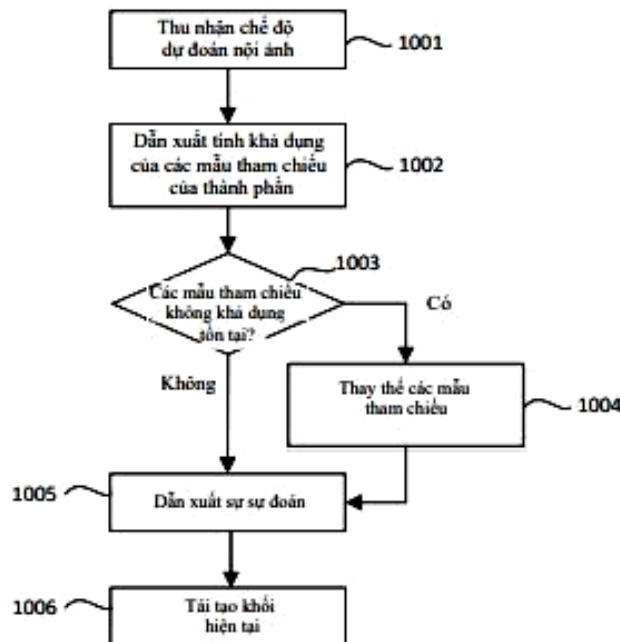 Thu nhận chế độ
dự đoán nội ảnh
1001
Dẫn xuất tính khả dụng
của các mẫu tham chiếu
của thành phần
1002
1003
Các mẫu tham chiếu
không khả dụng
tồn tại?
Có
Không
Thay thế các mẫu
tham chiếu
1004
1005
Dẫn xuất sự sự đoán
1006
Tái tạo khối
hiện tại